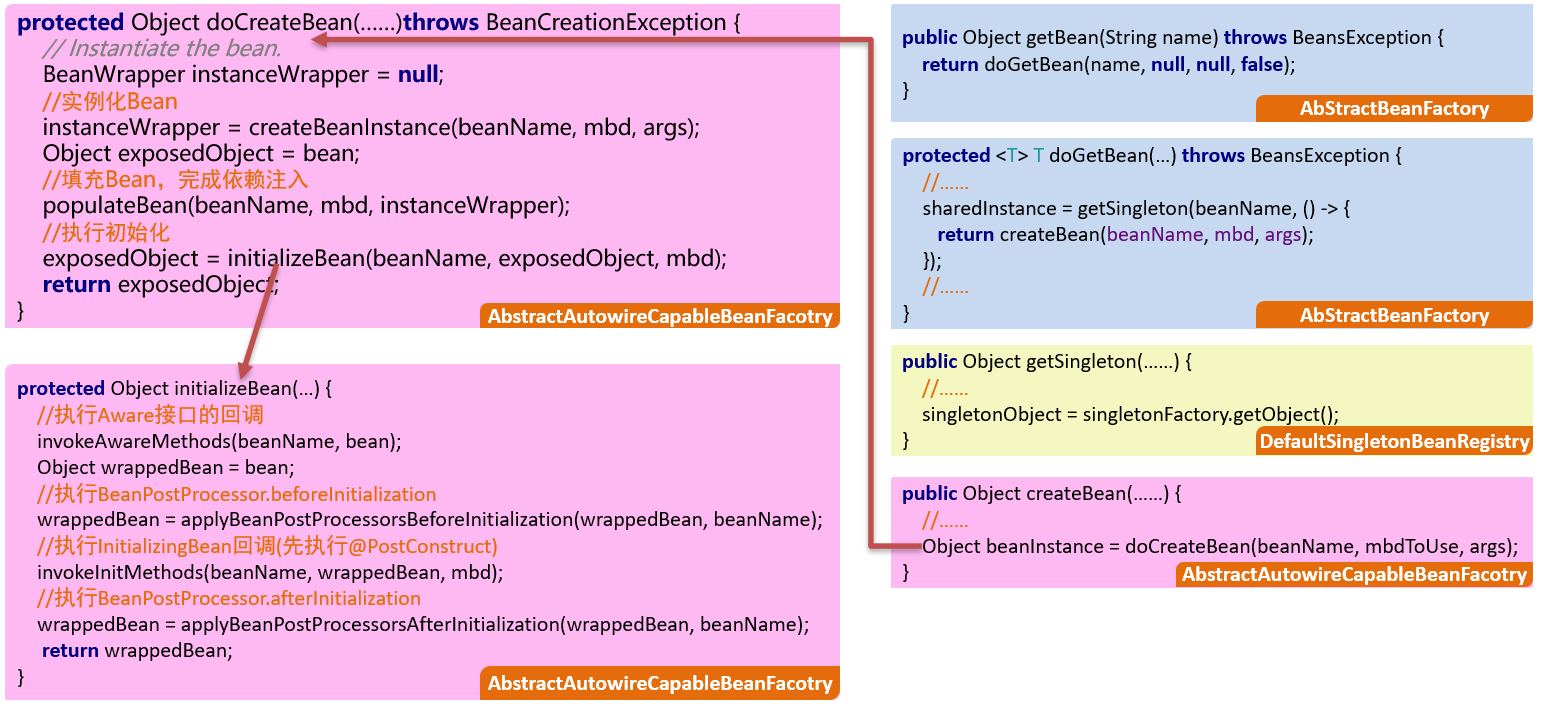 protected Object doCreateBean(......)throws BeanCreationException {
// Instantiate the bean.
BeanWrapper instanceWrapper = null;
//实例化Bean
instanceWrapper = createBeanInstance(beanName, mbd, args);
Object exposedObject = bean;
//填充Bean，完成依赖注入
populateBean(beanName, mbd, instanceWrapper);
//执行初始化
exposedObject = initializeBean(beanName, exposedObject, mbd);
return exposedObject;
}
AbstractAutowireCapableBeanFacotry
protected Object initializeBean(...) {
//执行Aware接口的回调
invokeAwareMethods(beanName, bean);
Object wrappedBean = bean;
//执行BeanPostProcessor.beforeInitialization
wrappedBean = applyBeanPostProcessorsBeforeInitialization(wrappedBean, beanName);
//执行InitializingBean回调(先执行@PostConstruct)
invokeInitMethods(beanName, wrappedBean, mbd);
//执行BeanPostProcessor.afterInitialization
wrappedBean = applyBeanPostProcessorsAfterInitialization(wrappedBean, beanName);
return wrappedBean;
}
AbstractAutowireCapableBeanFacotry
public Object getBean(String name) throws BeansException {
return doGetBean(name, null, null, false);
}
AbStractBeanFactory
protected <T> T doGetBean(...) throws BeansException {
//......
sharedInstance = getSingleton(beanName, () -> {
return createBean(beanName, mbd, args);
});
//......
}
AbStractBeanFactory
public Object getSingleton(......) {
//......
singletonObject = singletonFactory.getObject();
}
DefaultSingletonBeanRegistry
public Object createBean(......) {
//......
Object beanInstance = doCreateBean(beanName, mbdToUse, args);
}
AbstractAutowireCapableBeanFacotry